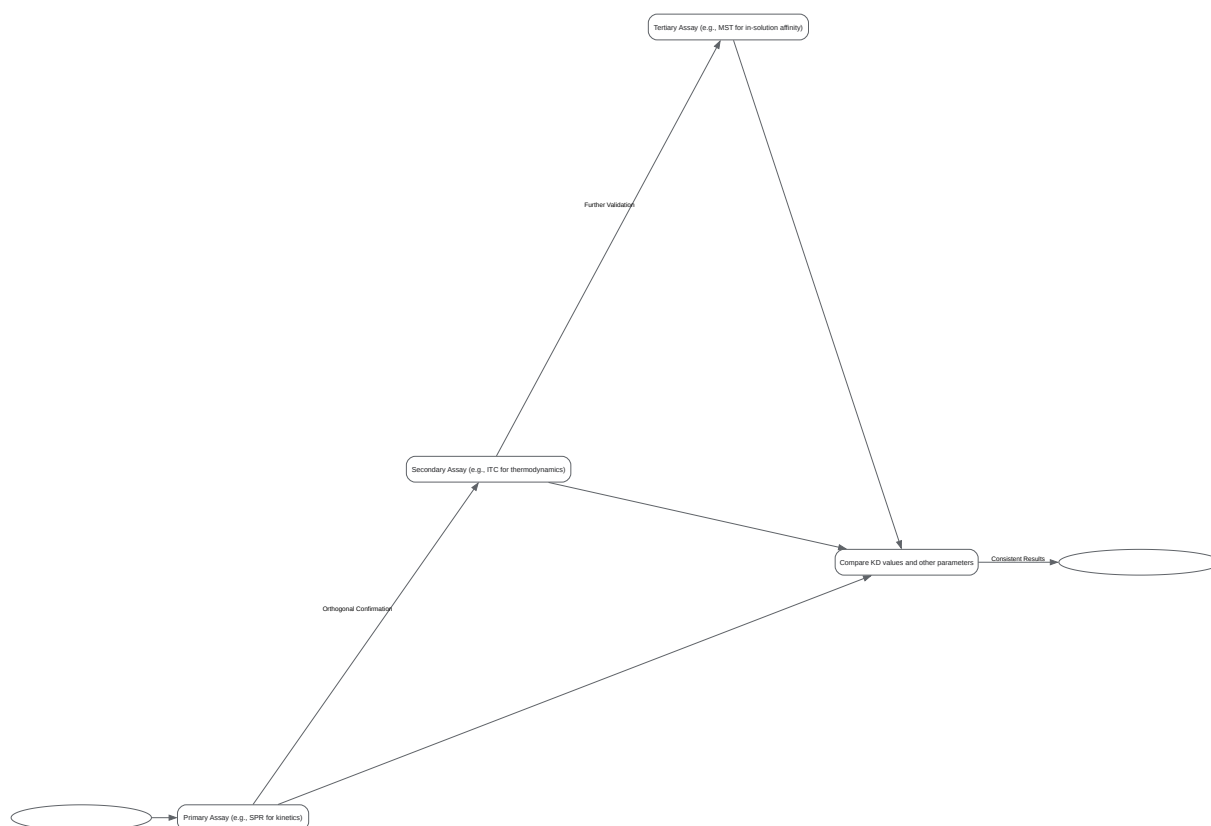 Tertiary Assay (e.g., MST for in-solution affinity)
Further Validation
Secondary Assay (e.g., ITC for thermodynamics)
Compare KD values and other parameters
Consistent Results
Orthogonal Confirmation
Primary Assay (e.g., SPR for kinetics)